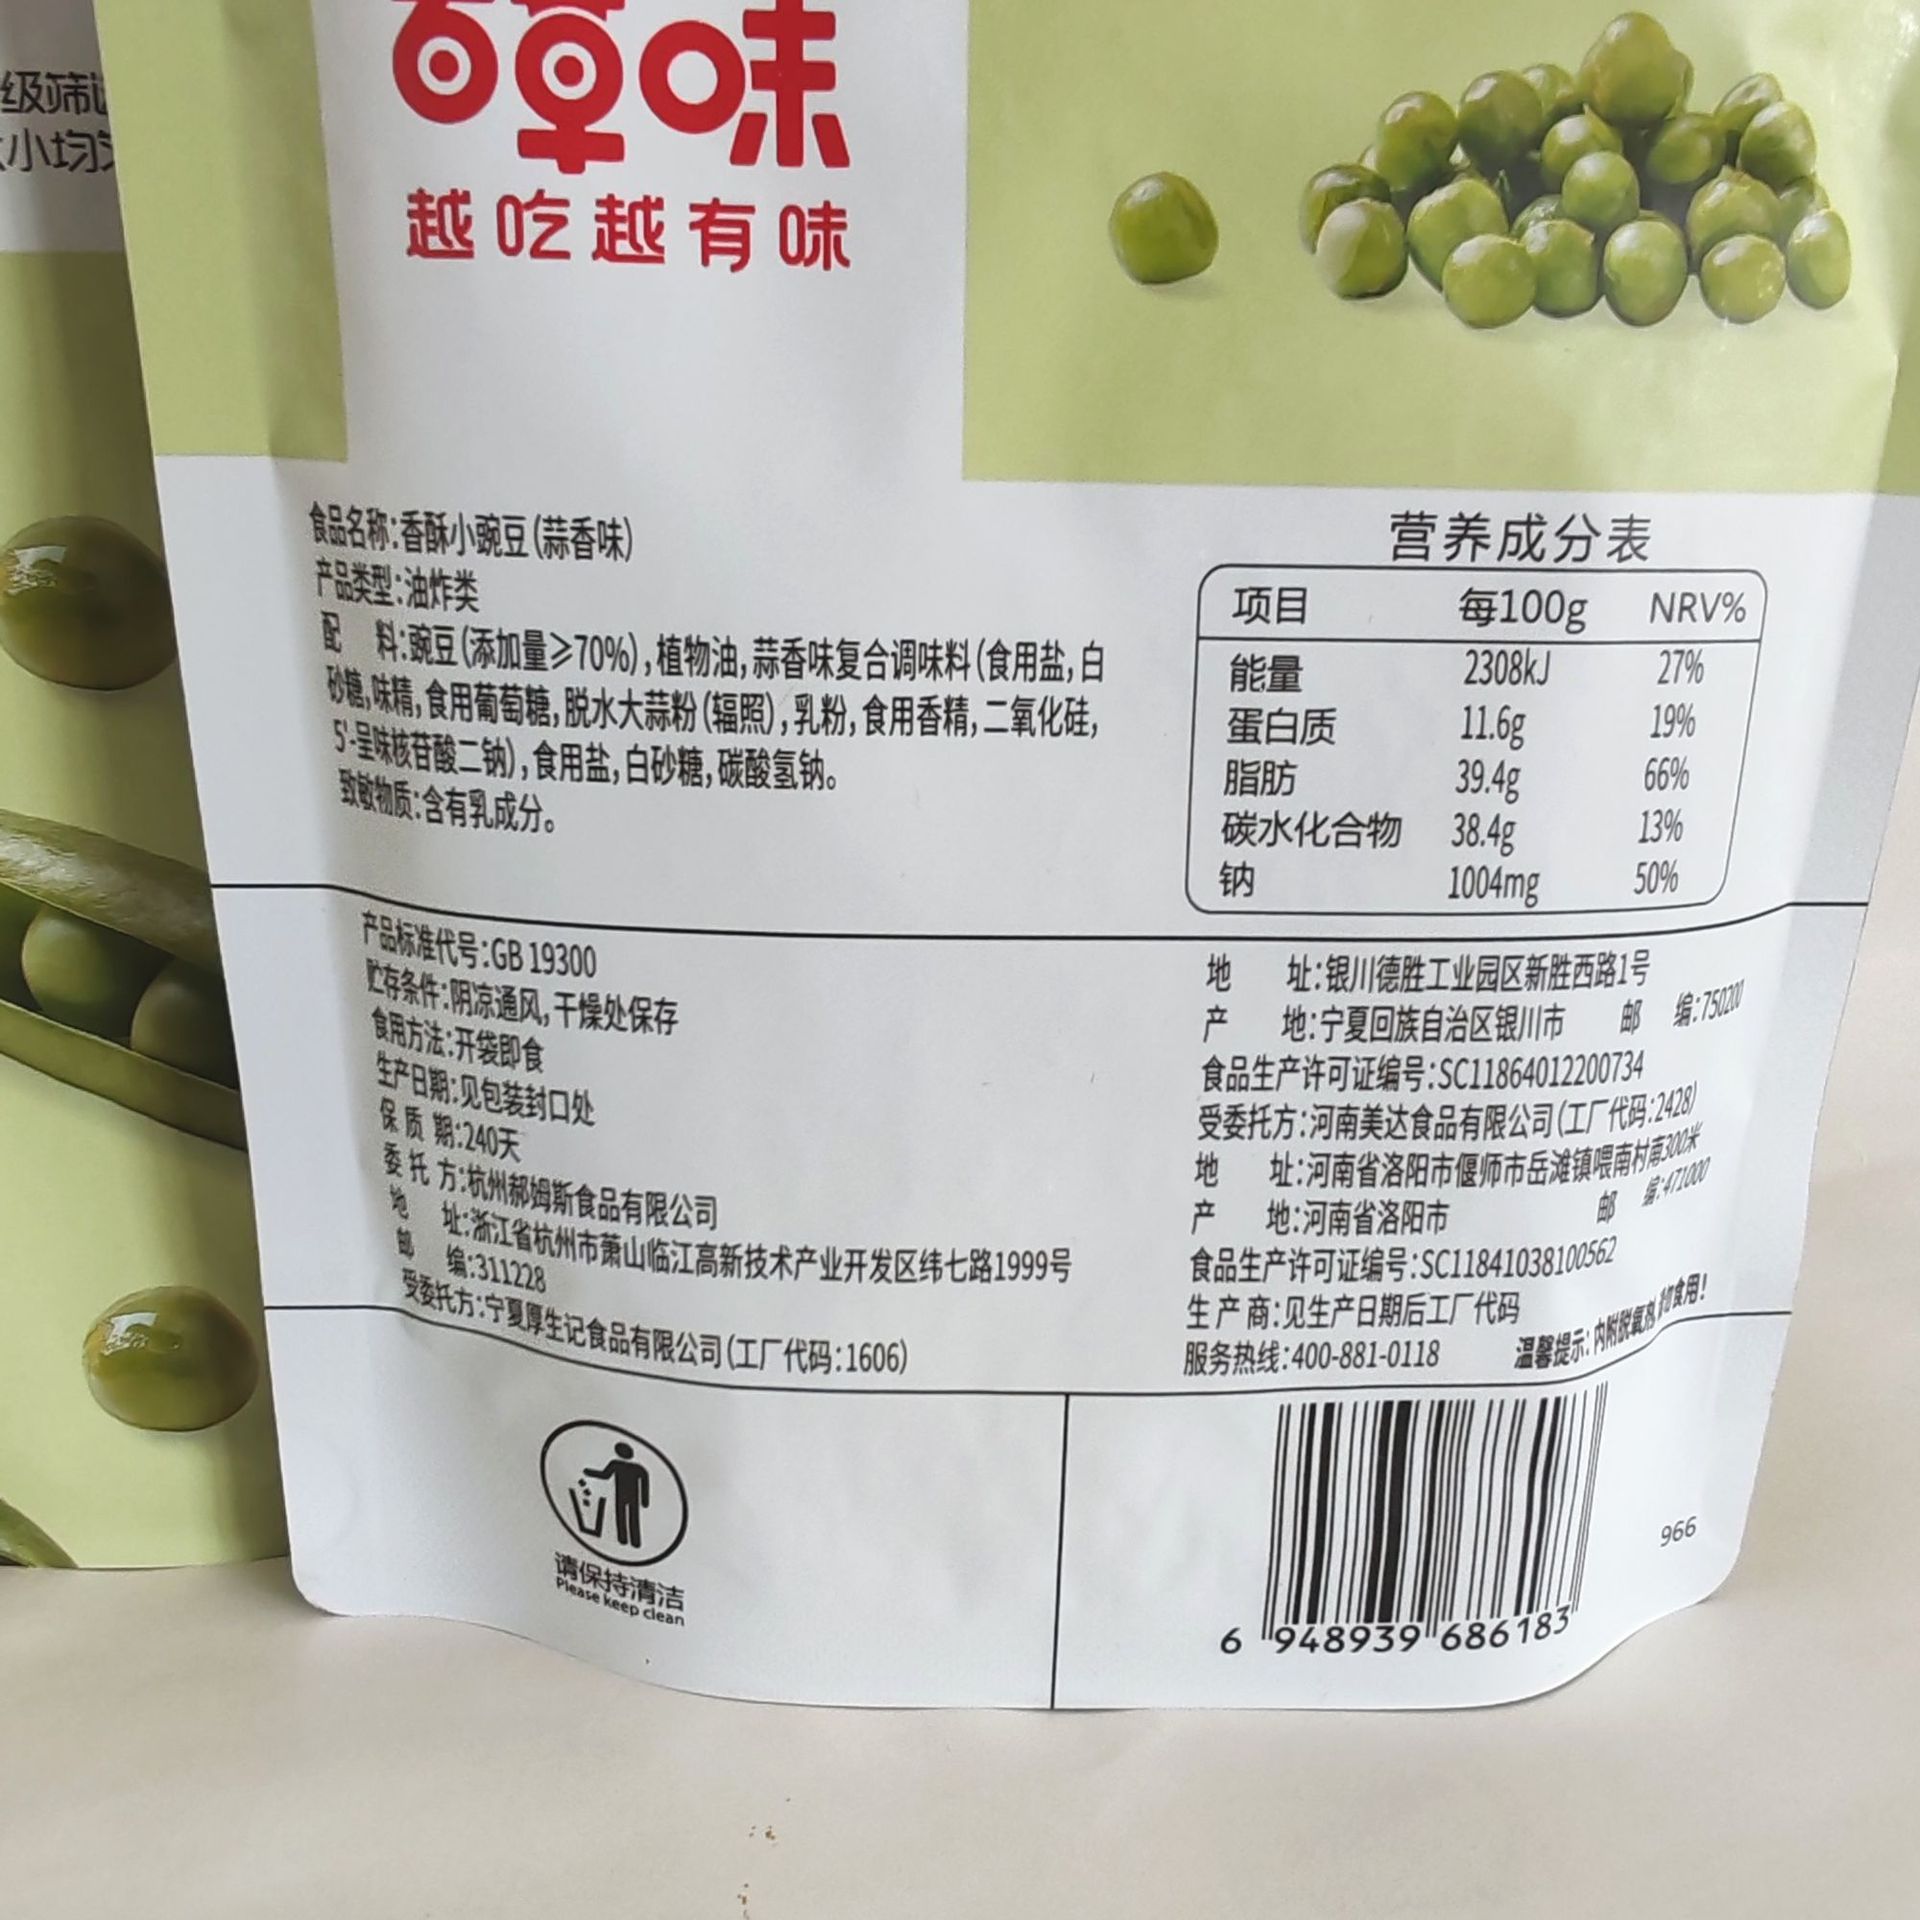 百草味
越吃越有味
级筛
小均
食品名称:香酥小豌豆(蒜香味)
产品类型:油炸类
配 料:豌豆(添加量≥70%),植物油,蒜香味复合调味料(食用盐,白
砂糖,味精,食用葡萄糖,脱水大蒜粉(辐照),乳粉,食用香精,二氧化硅,
5'-呈味核苷酸二钠),食用盐,白砂糖,碳酸氢钠。
致敏物质:含有乳成分。
营养成分表
项目 每100g NRV%
能量 2308kJ 27%
蛋白质 11.6g 19%
脂肪 39.4g 66%
碳水化合物 38.4g 13%
钠 1004mg 50%
产品标准代号:GB 19300
贮存条件:阴凉通风,干燥处保存
食用方法:开袋即食
生产日期:见包装封口处
保质期:240天
委托方:杭州郝姆斯食品有限公司
地 址:浙江省杭州市萧山临江高新技术产业开发区纬七路1999号
邮 编:311228
受委托方:宁夏厚生记食品有限公司(工厂代码:1606)
地 址:银川德胜工业园区新胜西路1号
产 地:宁夏回族自治区银川市 邮 编:750200
食品生产许可证编号:SC11864012200734
受委托方:河南美达食品有限公司(工厂代码:2428)
地 址:河南省洛阳市偃师市岳滩镇喂南村南300米
产 地:河南省洛阳市 邮 编:471000
食品生产许可证编号:SC11841038100562
生产商:见生产日期后工厂代码
服务热线:400-881-0118 温馨提示:内附脱氧剂,勿食用!
请保持清洁
Please keep clean
966
6 948939 686183